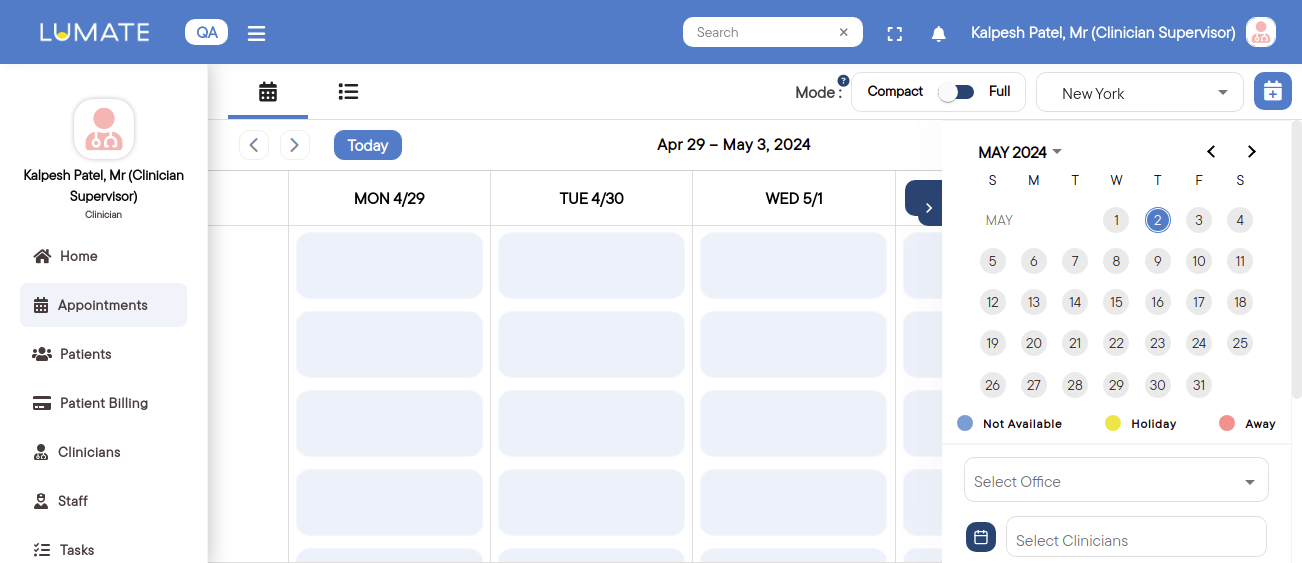 LUMATE
QA
Search
Kalpesh Patel, Mr (Clinician Supervisor)
Kalpesh Patel, Mr (Clinician
Supervisor)
Clinician
Home
Appointments
Patients
Patient Billing
Clinicians
Staff
Tasks
Mode :
?
Compact
Full
New York
Today
Apr 29 – May 3, 2024
MON 4/29
TUE 4/30
WED 5/1
MAY 2024
S M T W T F S
MAY 1 2 3 4
5 6 7 8 9 10 11
12 13 14 15 16 17 18
19 20 21 22 23 24 25
26 27 28 29 30 31
Not Available
Holiday
Away
Select Office
Select Clinicians